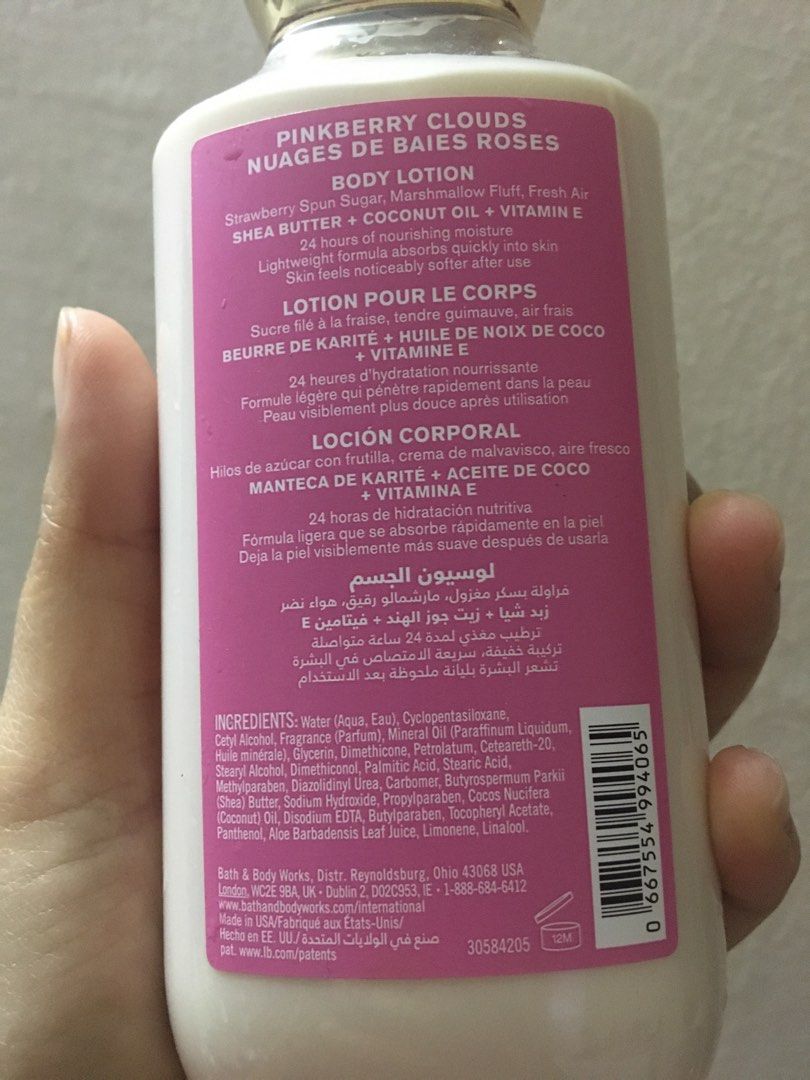 PINKBERRY CLOUDS
NUAGES DE BAIES ROSES
BODY LOTION
Strawberry Spun Sugar, Marshmallow Fluff, Fresh Air
SHEA BUTTER + COCONUT OIL + VITAMIN E
24 hours of nourishing moisture
Lightweight formula absorbs quickly into skin
Skin feels noticeably softer after use
LOTION POUR LE CORPS
Sucre filé à la fraise, tendre guimauve, air frais
BEURRE DE KARITÉ + HUILE DE NOIX DE COCO
+ VITAMINE E
24 heures d'hydratation nourrissante
Formule légère qui pénètre rapidement dans la peau
Peau visiblement plus douce après utilisation
LOCIÓN CORPORAL
Hilos de azúcar con frutilla, crema de malvavisco, aire fresco
MANTECA DE KARITÉ + ACEITE DE COCO
+ VITAMINA E
24 horas de hidratación nutritiva
Fórmula ligera que se absorbe rápidamente en la piel
Deja la piel visiblemente más suave después de usarla
لوسيون الجسم
فراولة بسكر مغزول، مارشمالو رقيق، هواء نضر
زبد شيا + زيت جوز الهند + فيتامين E
ترطيب مغذي لمدة 24 ساعة متواصلة
تركيبة خفيفة، سريعة الامتصاص في البشرة
تشعر البشرة بليانة ملحوظة بعد الاستخدام
INGREDIENTS: Water (Aqua, Eau), Cyclopentasiloxane,
Cetyl Alcohol, Fragrance (Parfum), Mineral Oil (Paraffinum Liquidum,
Huile minérale), Glycerin, Dimethicone, Petrolatum, Ceteareth-20,
Stearyl Alcohol, Dimethiconol, Palmitic Acid, Stearic Acid,
Methylparaben, Diazolidinyl Urea, Carbomer, Butyrospermum Parkii
(Shea) Butter, Sodium Hydroxide, Propylparaben, Cocos Nucifera
(Coconut) Oil, Disodium EDTA, Butylparaben, Tocopheryl Acetate,
Panthenol, Aloe Barbadensis Leaf Juice, Limonene, Linalool.
Bath & Body Works, Distr. Reynoldsburg, Ohio 43068 USA
London, WC2E 9BA, UK • Dublin 2, D02C953, IE • 1-888-684-6412
www.bathandbodyworks.com/international
Made in USA/Fabriqué aux États-Unis/
Hecho en EE. UU./صنع في الولايات المتحدة
pat. www.lb.com/patents
30584205
12M
0 667554 994065